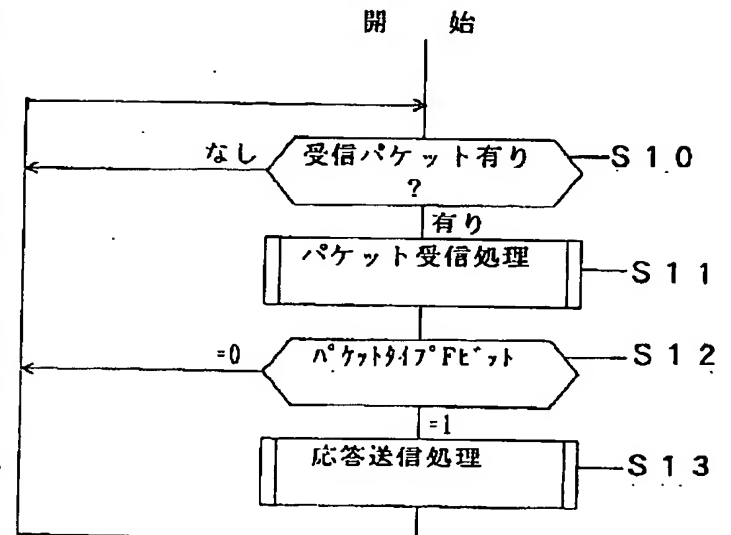 開 始
なし
受信パケット有り
?
S10
有り
パケット受信処理
S11
=0
パケットタイプFビット
S12
=1
応答送信処理
S13